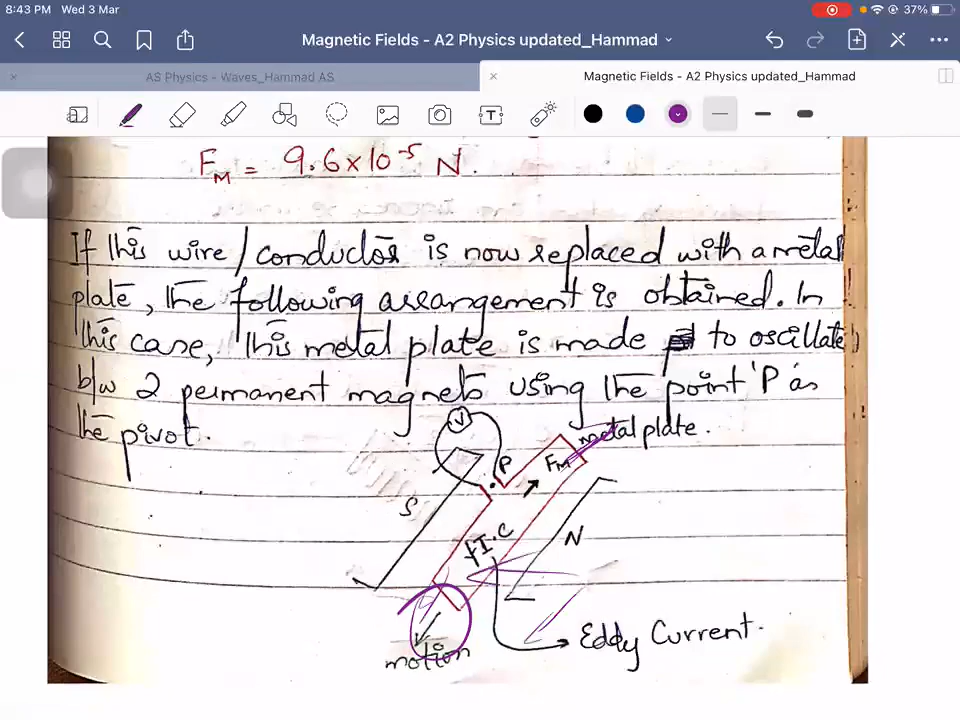 8:43 PM Wed 3 Mar
37%
Magnetic Fields - A2 Physics updated_Hammad
AS Physics - Waves_Hammad AS
Magnetic Fields - A2 Physics updated_Hammad
FM = 9.6x10-5 N.
If this wire/conductor is now replaced with a metal
plate, the following arrangement is obtained. In
this case, this metal plate is made to oscillate
b/w 2 permanent magnets using the point 'P' as
the pivot.
V
metal plate.
P
FM
S
I.C
N
motion
Eddy Current.